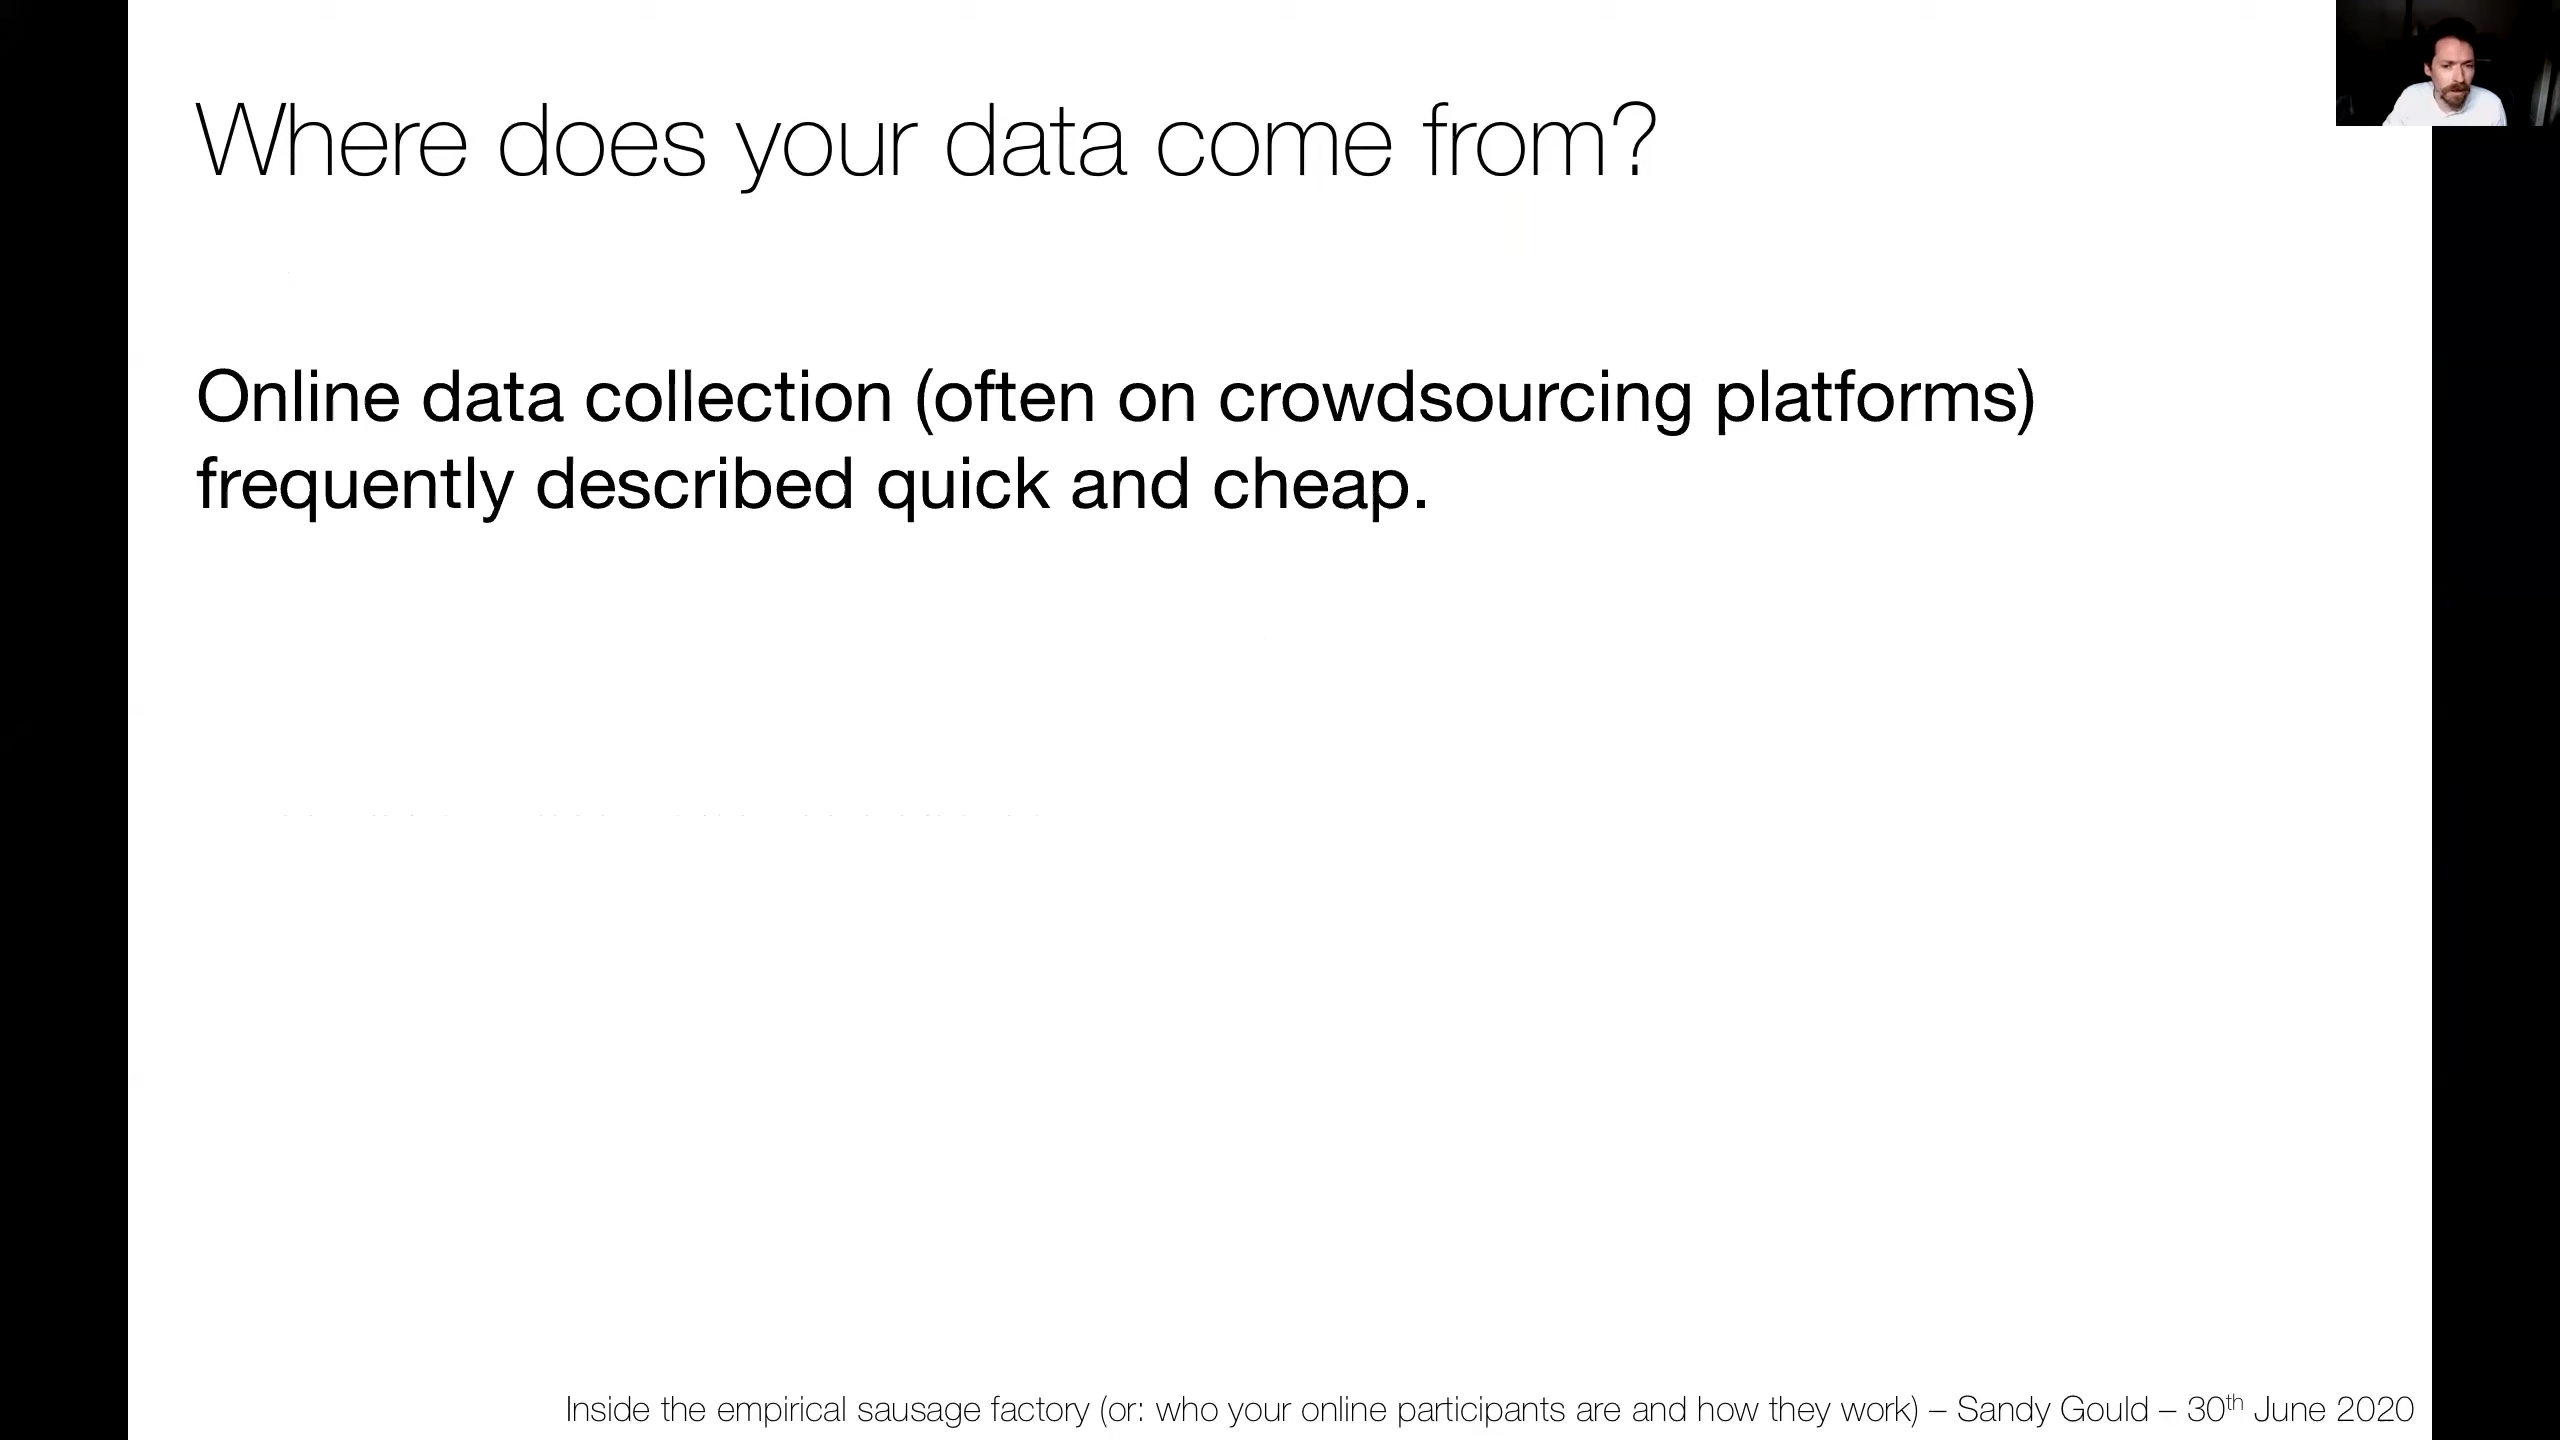 Where does your data come from?
Online data collection (often on crowdsourcing platforms)
frequently described quick and cheap.
Inside the empirical sausage factory (or: who your online participants are and how they work) – Sandy Gould – 30th June 2020